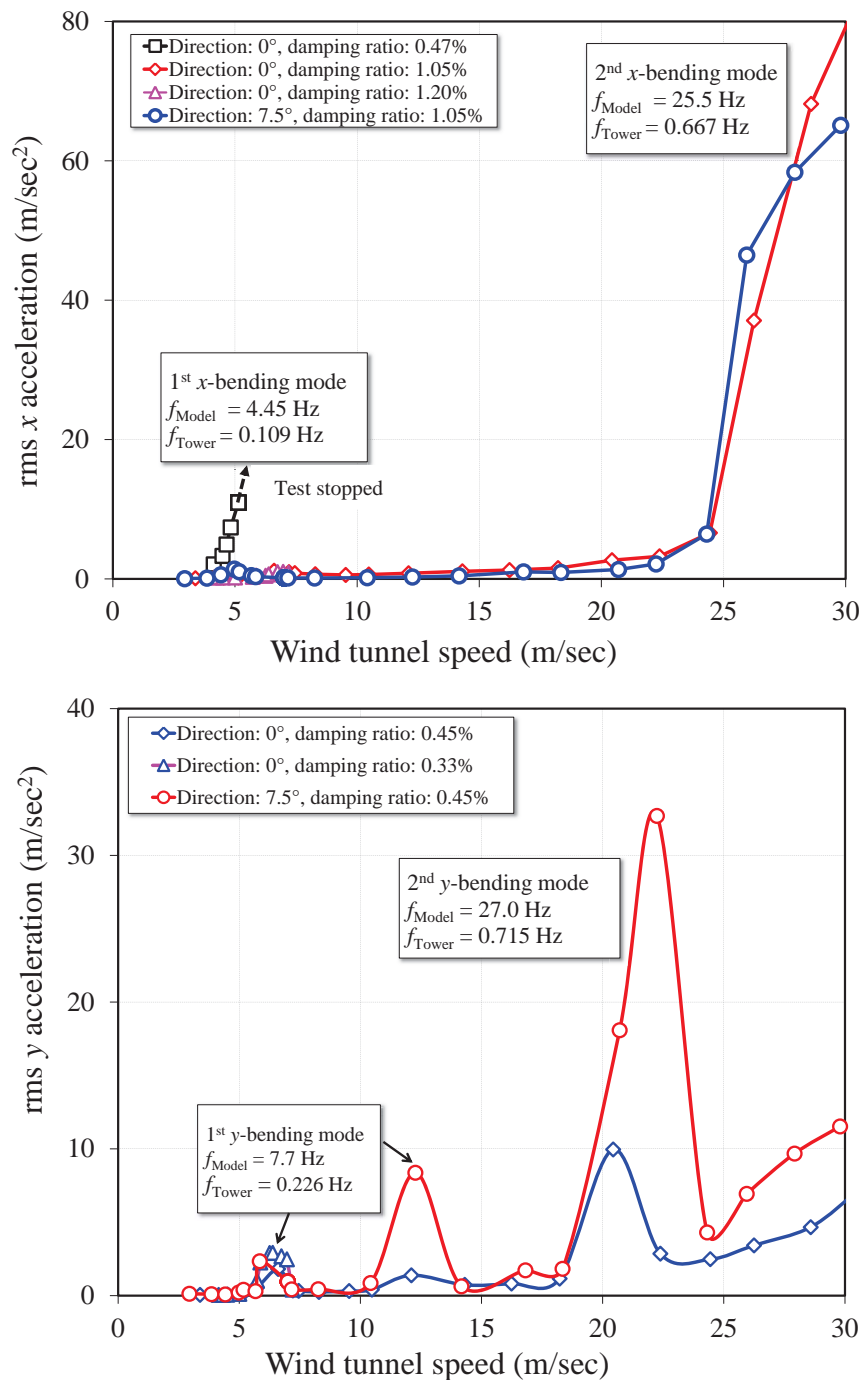 80
60
40
20
0
rms x acceleration (m/sec²)
Direction: 0°, damping ratio: 0.47%
Direction: 0°, damping ratio: 1.05%
Direction: 0°, damping ratio: 1.20%
Direction: 7.5°, damping ratio: 1.05%
2nd x-bending mode
fModel = 25.5 Hz
fTower = 0.667 Hz
1st x-bending mode
fModel = 4.45 Hz
fTower = 0.109 Hz
Test stopped
0 5 10 15 20 25 30
Wind tunnel speed (m/sec)
40
30
20
10
0
rms y acceleration (m/sec²)
Direction: 0°, damping ratio: 0.45%
Direction: 0°, damping ratio: 0.33%
Direction: 7.5°, damping ratio: 0.45%
2nd y-bending mode
fModel = 27.0 Hz
fTower = 0.715 Hz
1st y-bending mode
fModel = 7.7 Hz
fTower = 0.226 Hz
0 5 10 15 20 25 30
Wind tunnel speed (m/sec)